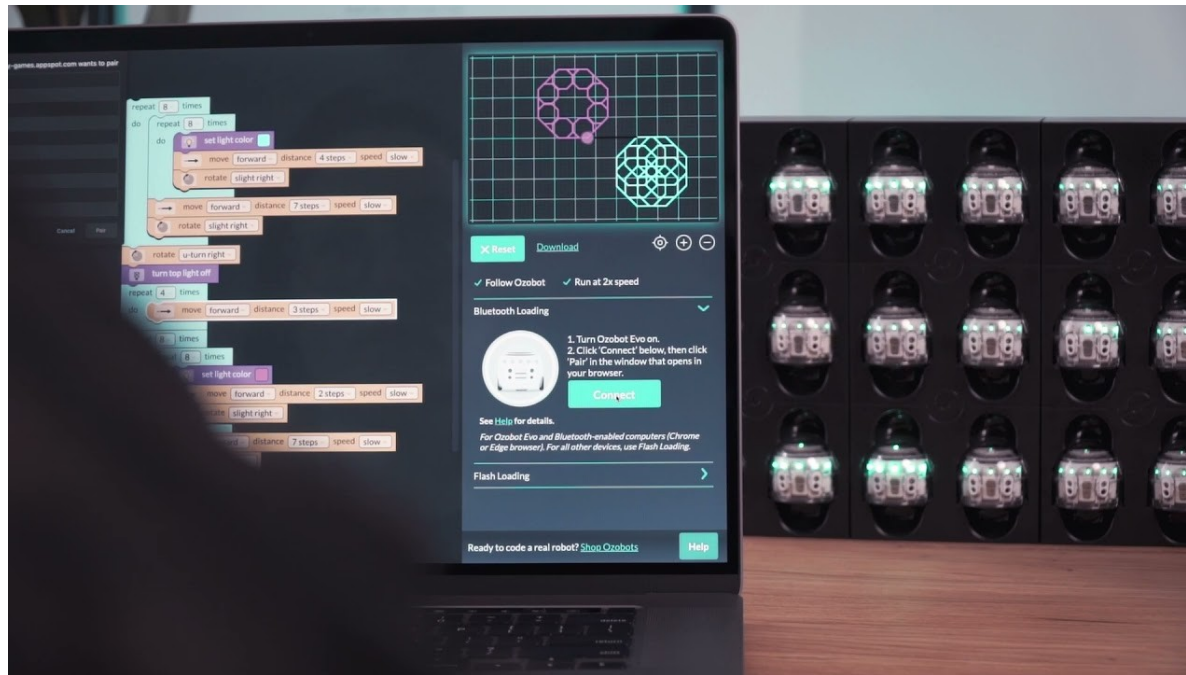 y-games.appspot.com wants to pair
Cancel Pair
repeat 8 times
do repeat 8 times
do set light color
move forward distance 4 steps speed slow
rotate slight right
move forward distance 7 steps speed slow
rotate slight right
rotate u-turn right
turn top light off
repeat 4 times
do move forward distance 3 steps speed slow
8 times
8 times
set light color
move forward distance 2 steps speed slow
rotate slight right
distance 7 steps speed slow
X Reset Download
Follow Ozobot Run at 2x speed
Bluetooth Loading
1. Turn Ozobot Evo on.
2. Click 'Connect' below, then click
'Pair' in the window that opens in
your browser.
Connect
See Help for details.
For Ozobot Evo and Bluetooth-enabled computers (Chrome
or Edge browser). For all other devices, use Flash Loading.
Flash Loading
Ready to code a real robot? Shop Ozobots Help